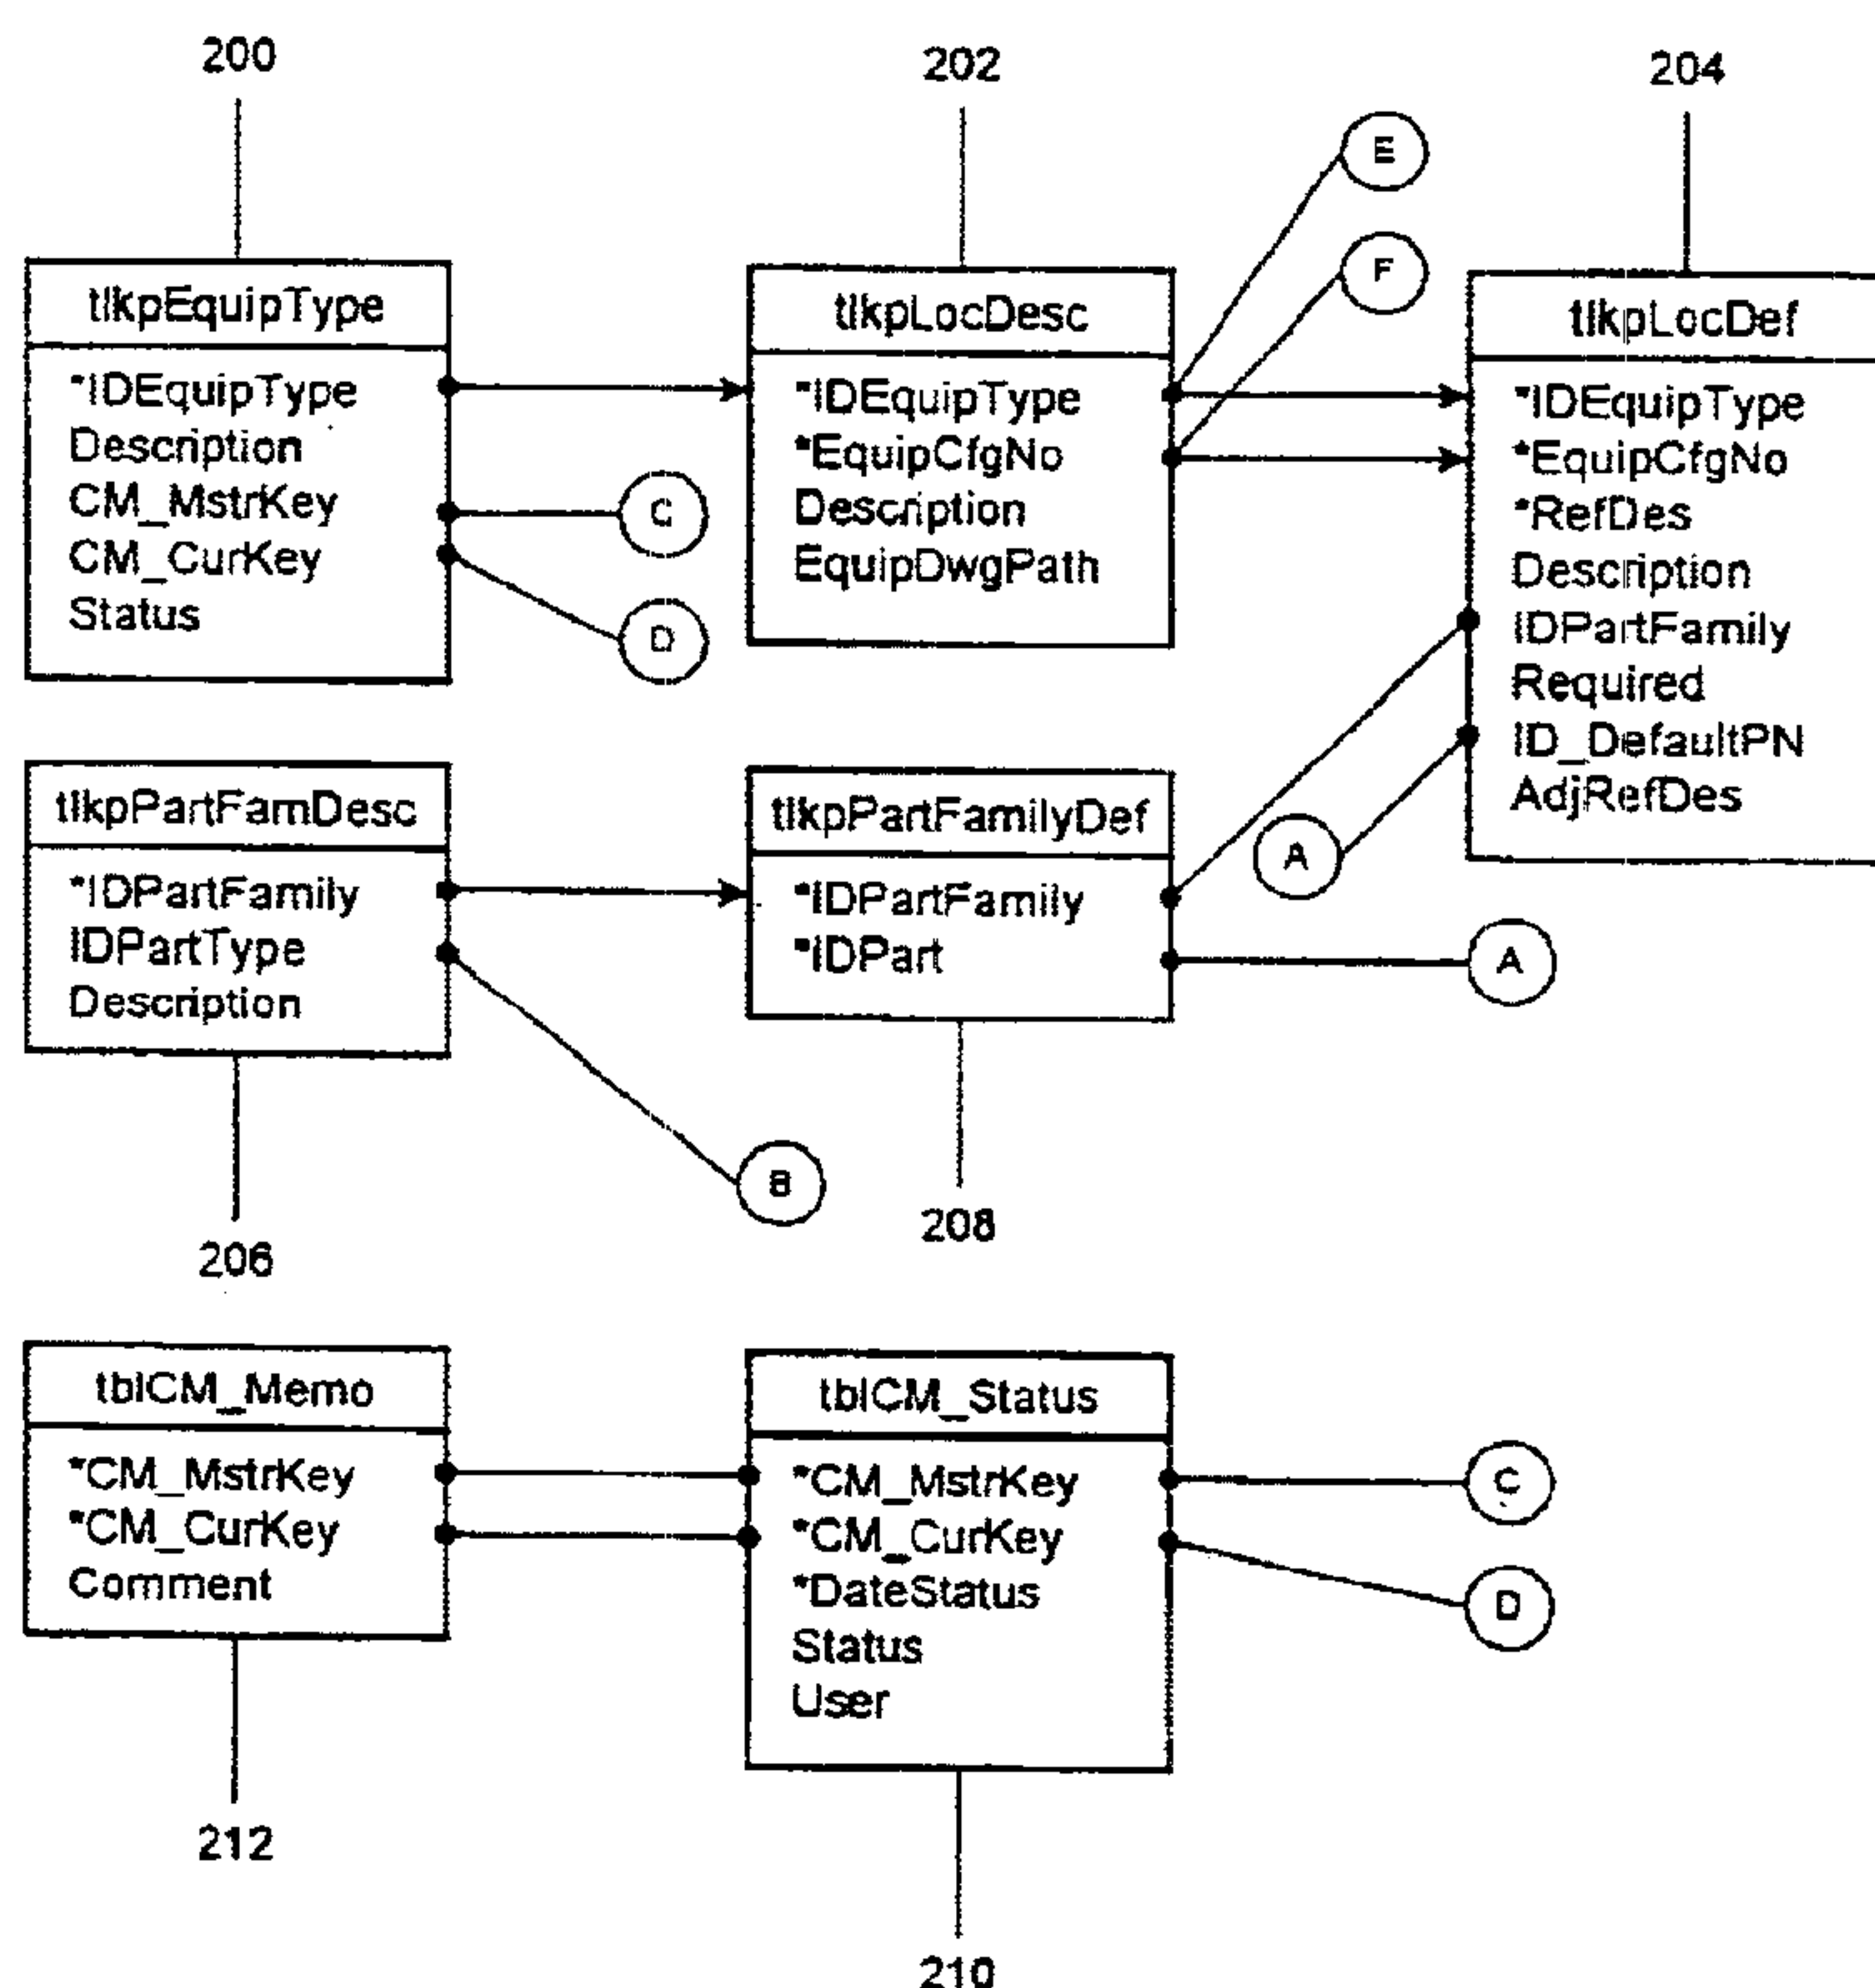 200
202
204
E
F
tlkpEquipType
*IDEquipType
Description
CM_MstrKey
CM_CurKey
Status
C
D
tlkpLocDesc
*IDEquipType
*EquipCfgNo
Description
EquipDwgPath
tlkpLocDef
*IDEquipType
*EquipCfgNo
*RefDes
Description
IDPartFamily
Required
ID_DefaultPN
AdjRefDes
tlkpPartFamDesc
*IDPartFamily
IDPartType
Description
tlkpPartFamilyDef
*IDPartFamily
*IDPart
A
A
B
206
208
tblCM_Memo
*CM_MstrKey
*CM_CurKey
Comment
tblCM_Status
*CM_MstrKey
*CM_CurKey
*DateStatus
Status
User
C
D
212
210